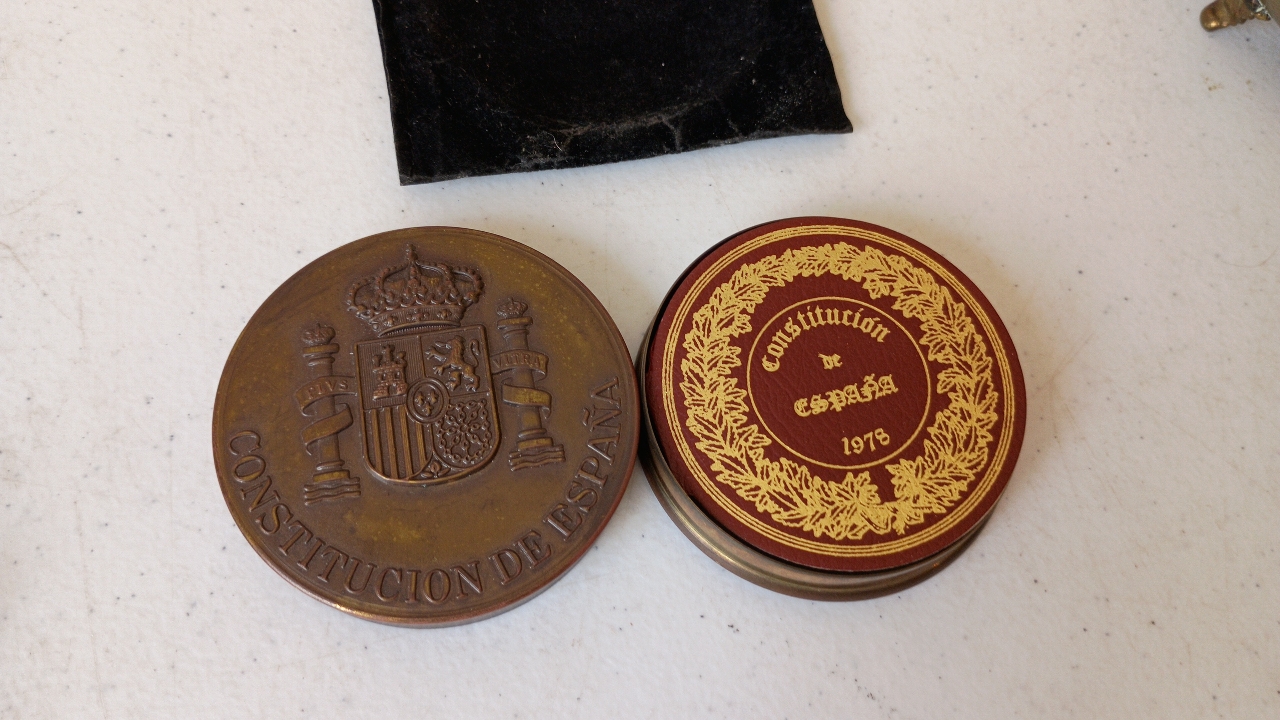 PLVS
VLTRA
CONSTITUCION DE ESPAÑA
Constitución
de
ESPAÑA
1978